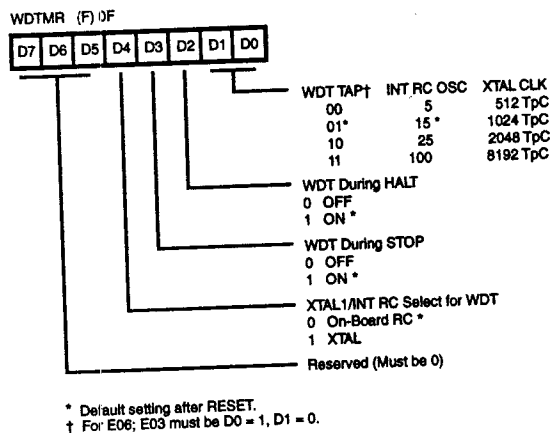 WDTMR (F) 0F
D7 D6 D5 D4 D3 D2 D1 D0
WDT TAP† INT RC OSC XTAL CLK
00 5 512 TpC
01* 15 * 1024 TpC
10 25 2048 TpC
11 100 8192 TpC
WDT During HALT
0 OFF
1 ON *
WDT During STOP
0 OFF
1 ON *
XTAL1/INT RC Select for WDT
0 On-Board RC *
1 XTAL
Reserved (Must be 0)
* Default setting after RESET.
† For E06; E03 must be D0 = 1, D1 = 0.